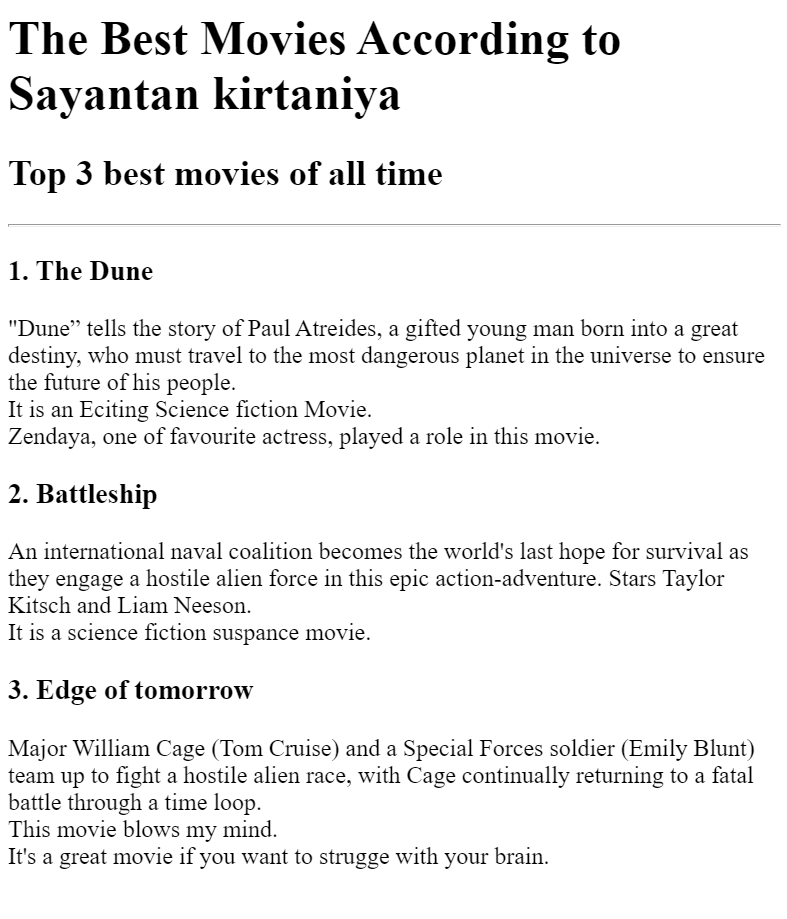 The Best Movies According to
Sayantan kirtaniya
Top 3 best movies of all time
1. The Dune
"Dune” tells the story of Paul Atreides, a gifted young man born into a great
destiny, who must travel to the most dangerous planet in the universe to ensure
the future of his people.
It is an Eciting Science fiction Movie.
Zendaya, one of favourite actress, played a role in this movie.
2. Battleship
An international naval coalition becomes the world's last hope for survival as
they engage a hostile alien force in this epic action-adventure. Stars Taylor
Kitsch and Liam Neeson.
It is a science fiction suspance movie.
3. Edge of tomorrow
Major William Cage (Tom Cruise) and a Special Forces soldier (Emily Blunt)
team up to fight a hostile alien race, with Cage continually returning to a fatal
battle through a time loop.
This movie blows my mind.
It's a great movie if you want to strugge with your brain.